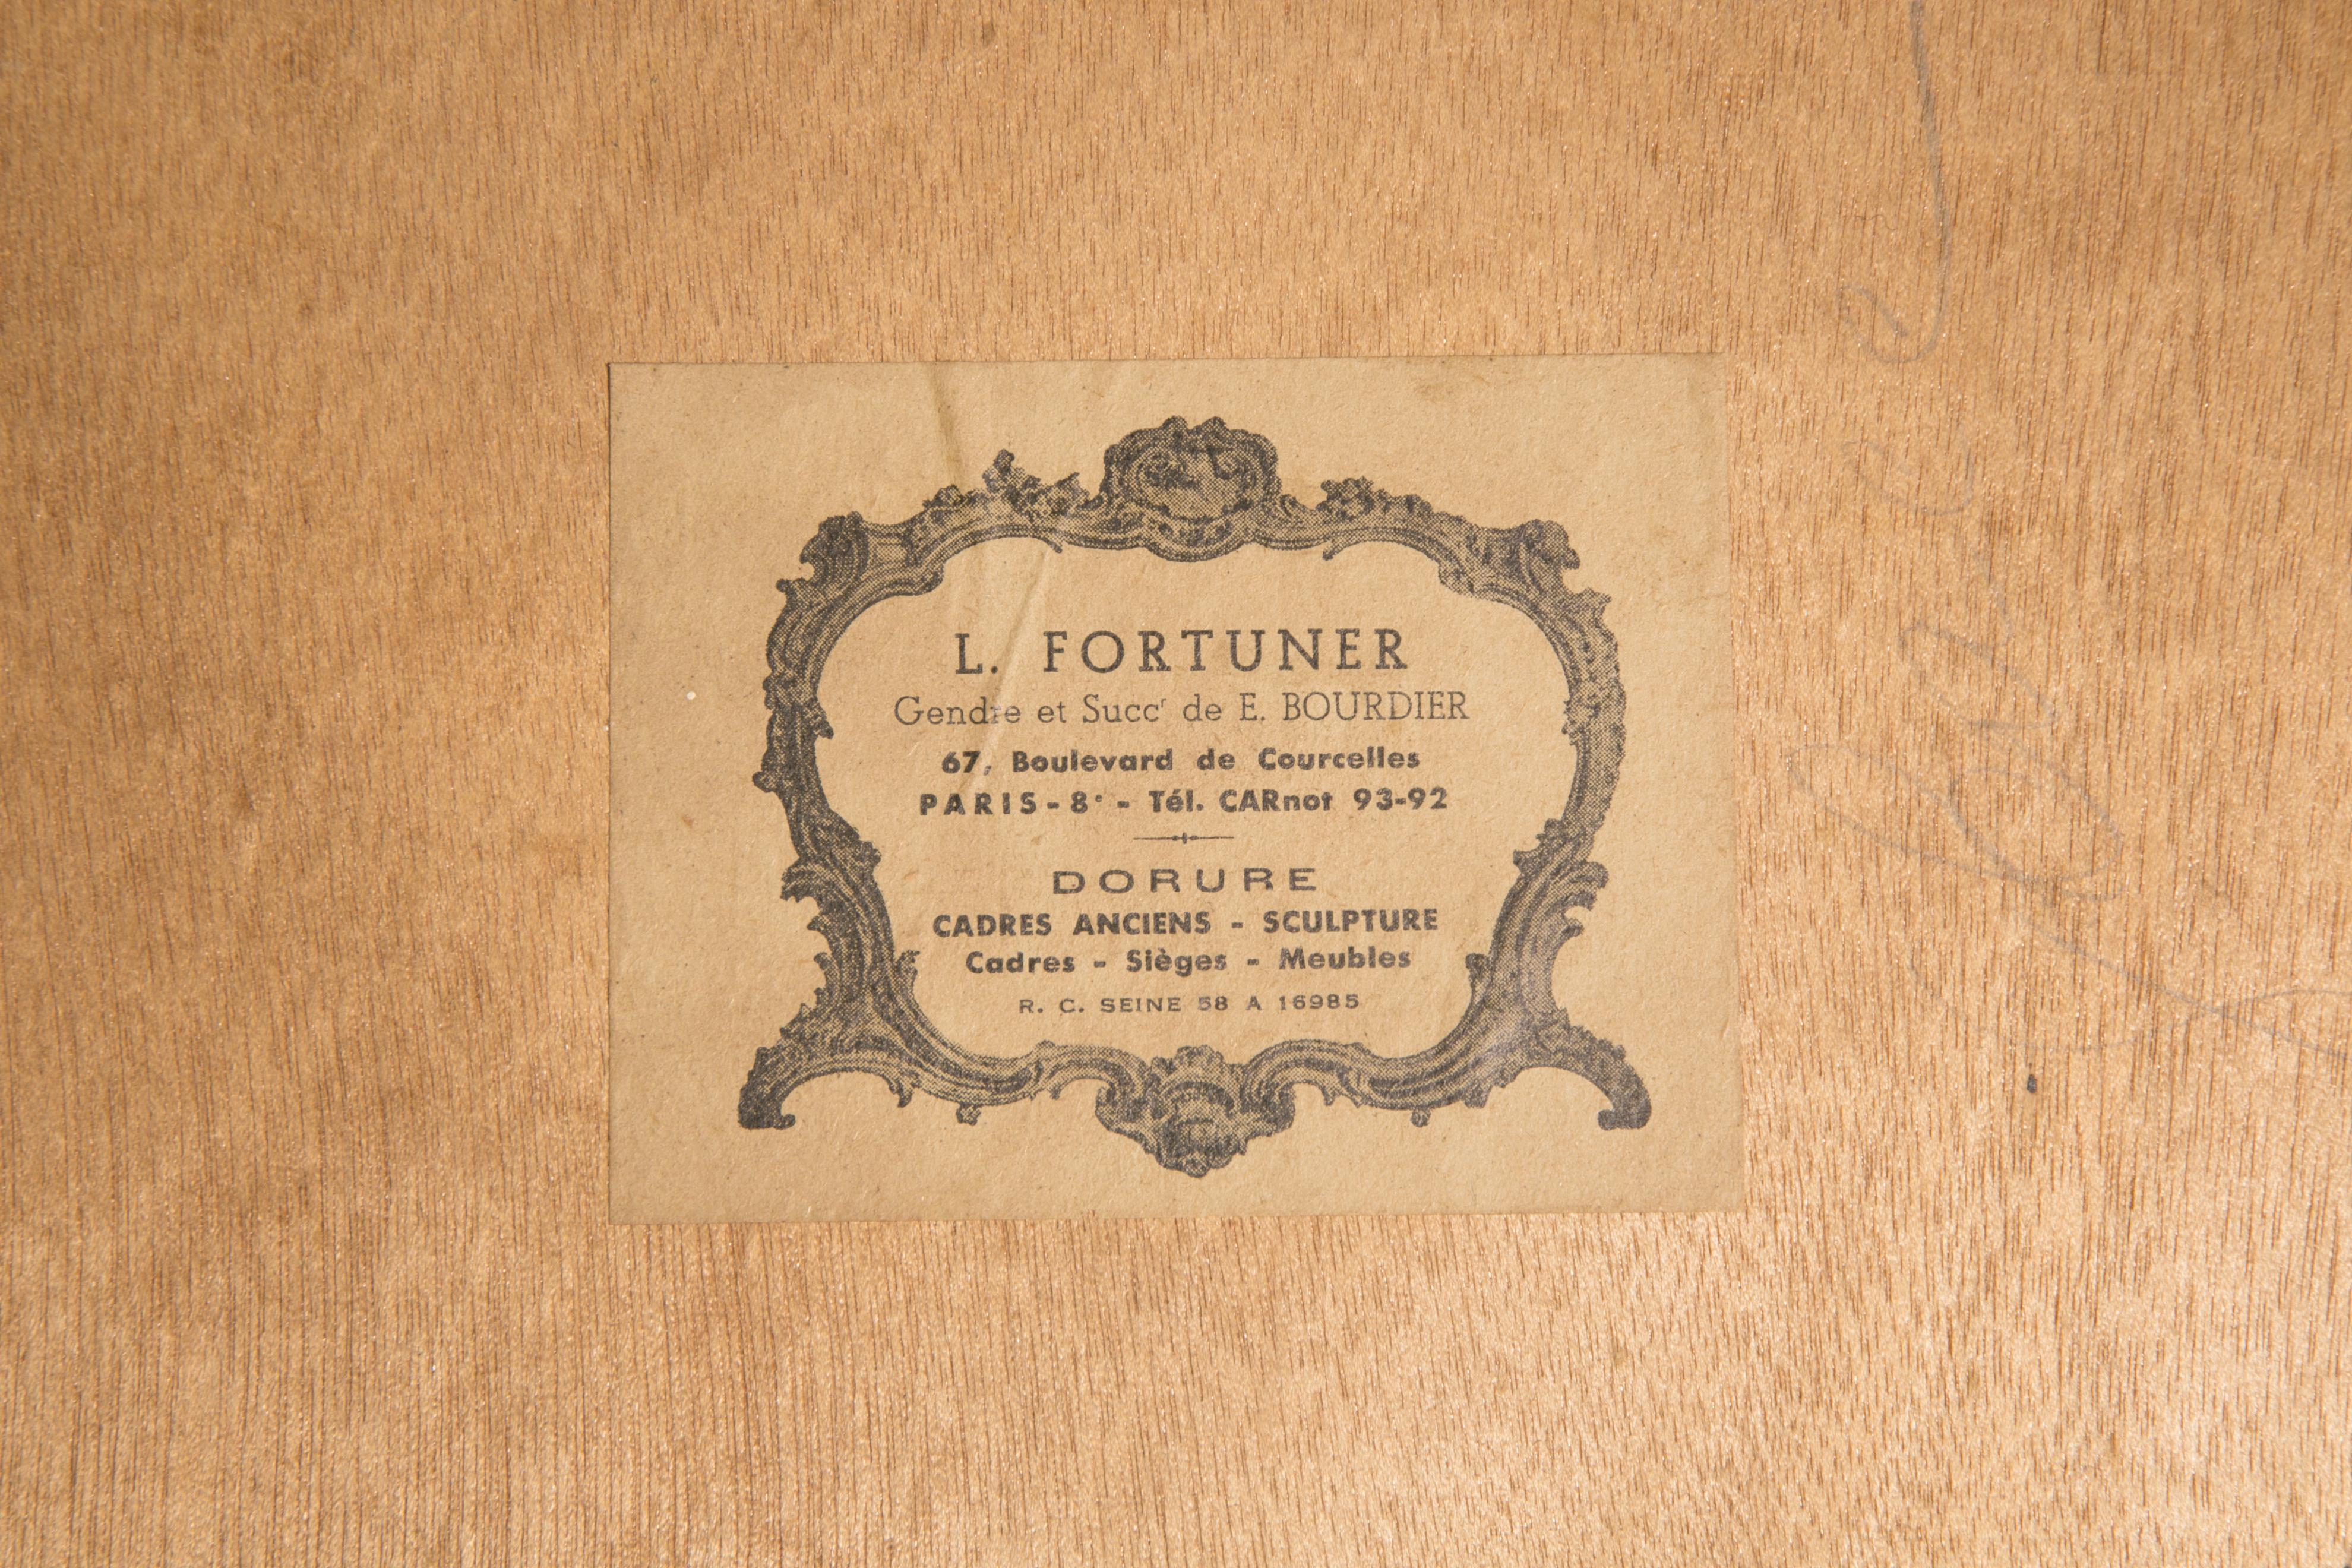 L. FORTUNER
Gendre et Succr de E. BOURDIER
67, Boulevard de Courcelles
PARIS - 8e - Tél. CARnot 93-92
DORURE
CADRES ANCIENS - SCULPTURE
Cadres - Sièges - Meubles
R. C. SEINE 58 A 16985